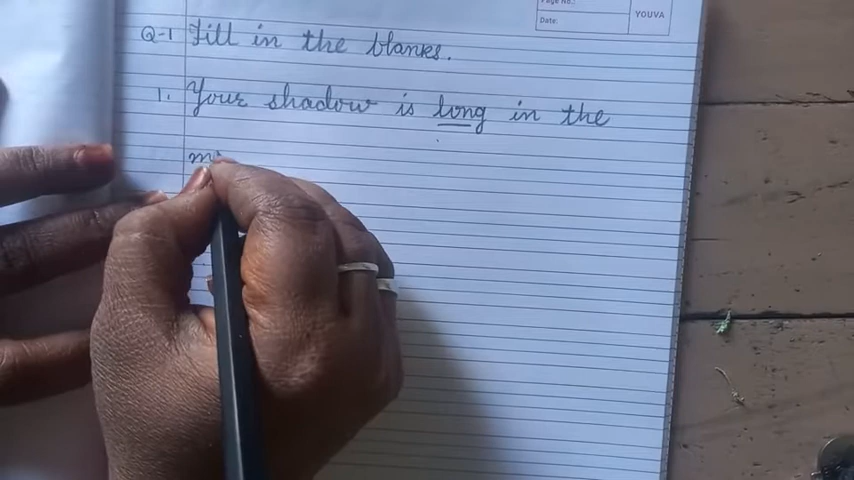 Page No.:
Date:
YOUVA
Q-1 Fill in the blanks.
1. Your shadow is long in the
m